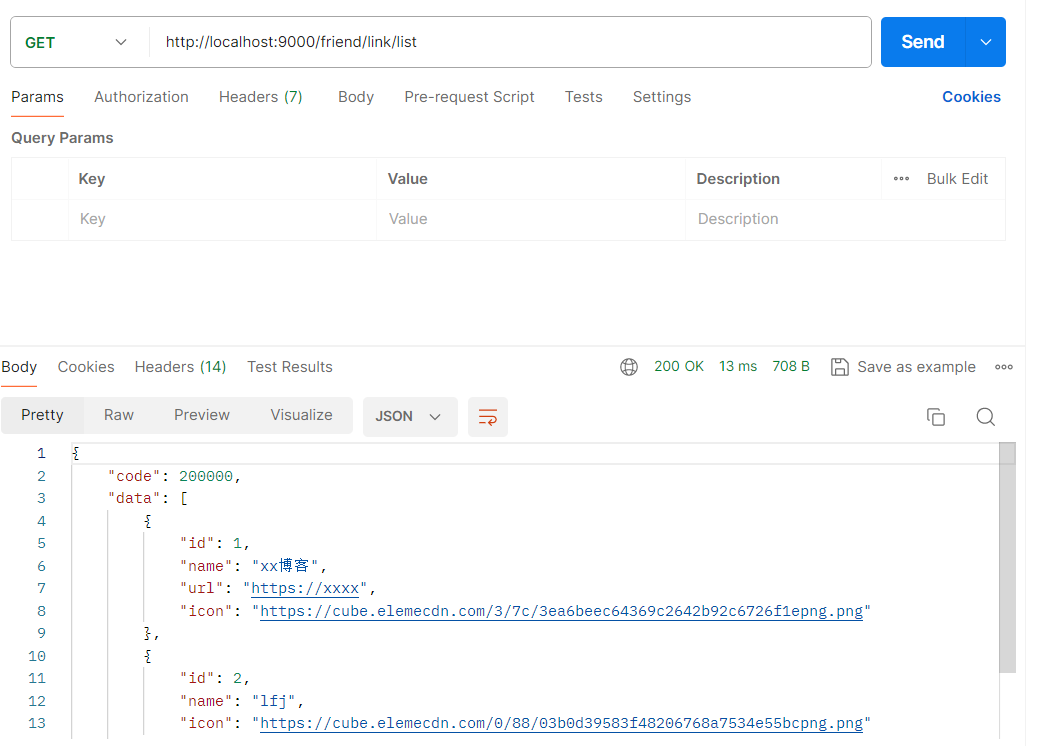 GET http://localhost:9000/friend/link/list Send
Params Authorization Headers (7) Body Pre-request Script Tests Settings Cookies
Query Params
Key Value Description Bulk Edit
Key Value Description
Body Cookies Headers (14) Test Results 200 OK 13 ms 708 B Save as example
Pretty Raw Preview Visualize JSON
1 {
2 "code": 200000,
3 "data": [
4 {
5 "id": 1,
6 "name": "xx博客",
7 "url": "https://xxxx",
8 "icon": "https://cube.elemecdn.com/3/7c/3ea6beec64369c2642b92c6726f1epng.png"
9 },
10 {
11 "id": 2,
12 "name": "lfj",
13 "icon": "https://cube.elemecdn.com/0/88/03b0d39583f48206768a7534e55bcpng.png"